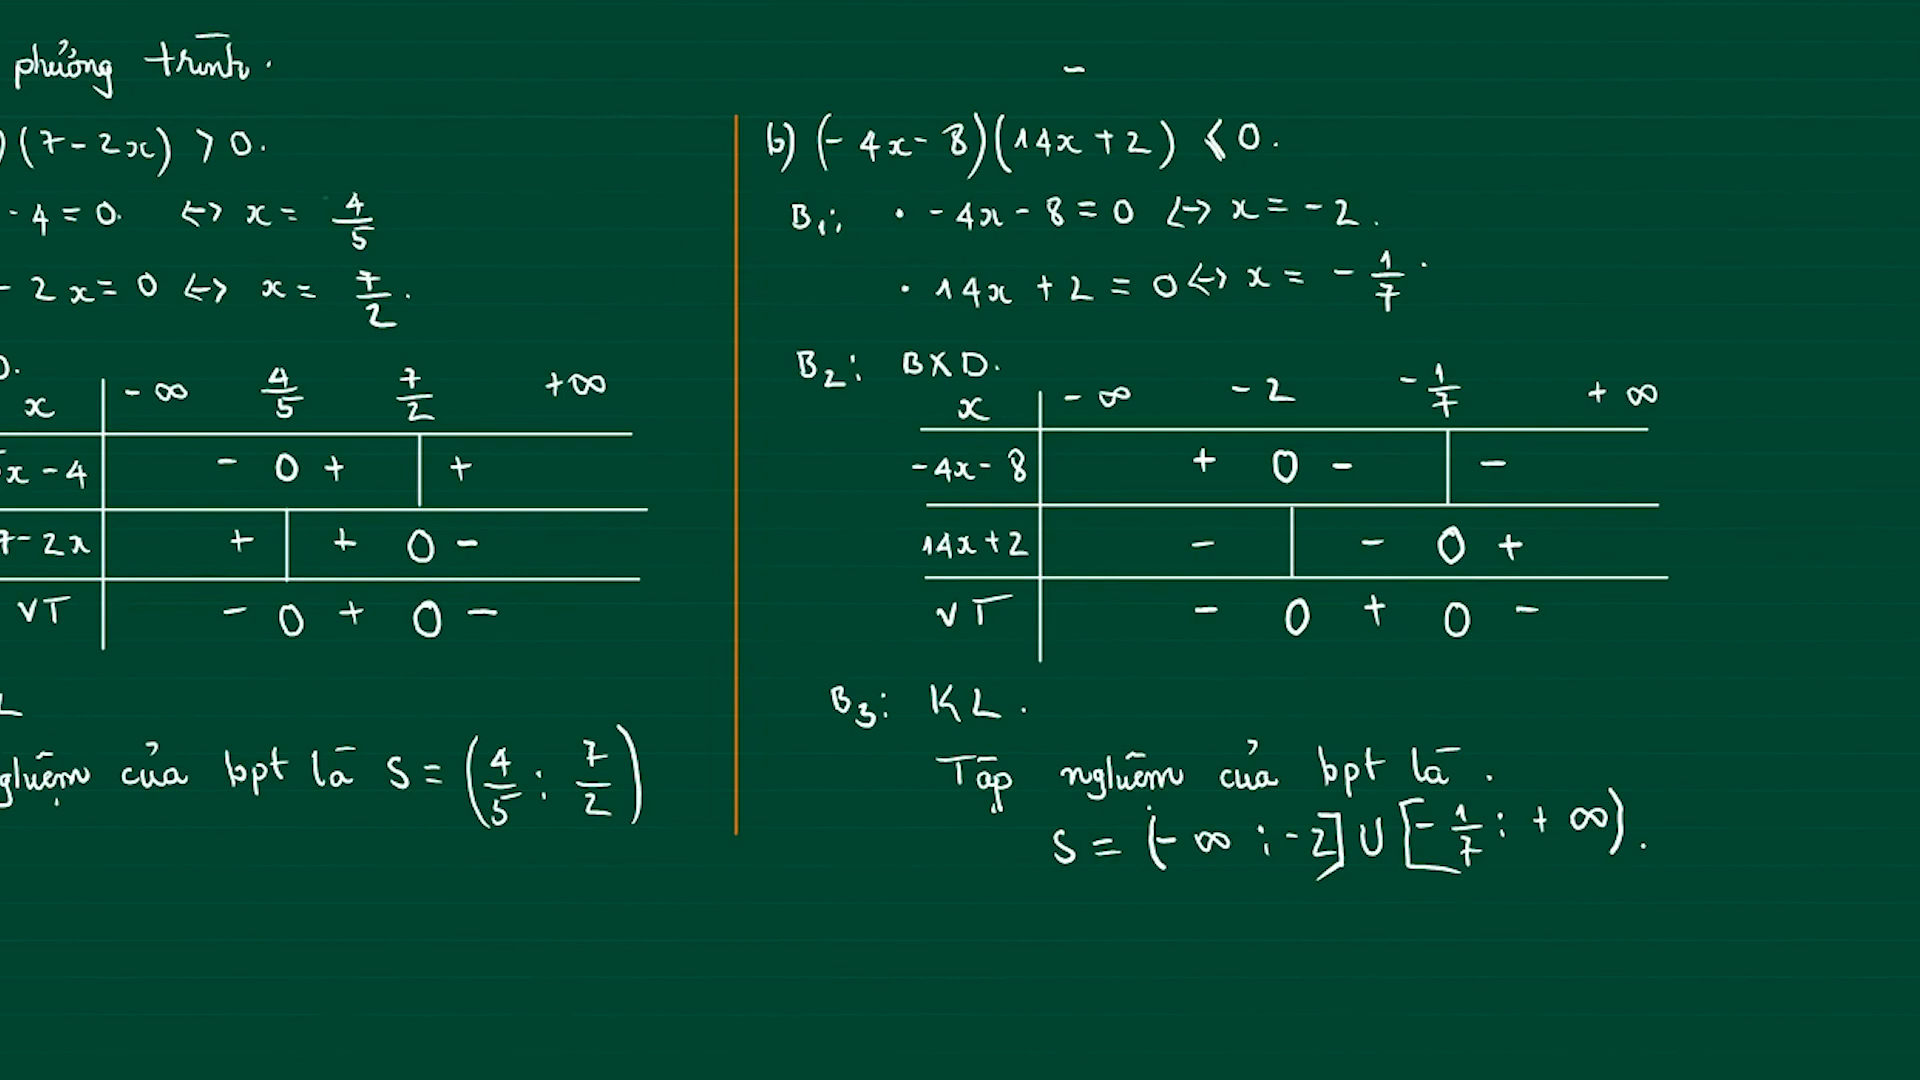 phương trình.
) (7 - 2x) > 0.
- 4 = 0. <-> x = 4/5
- 2x = 0 <-> x = 7/2.
x | -∞ 4/5 7/2 +∞
x - 4 | - 0 + | +
7 - 2x | + | + 0 -
VT | - 0 + 0 -
nghiệm của bpt là S = (4/5 ; 7/2)
-
b) (-4x - 8)(14x + 2) ≤ 0.
B1: • -4x - 8 = 0 <-> x = -2.
• 14x + 2 = 0 <-> x = -1/7.
B2: BXD.
x | -∞ -2 -1/7 +∞
-4x - 8 | + 0 - | -
14x + 2 | - | - 0 +
VT | - 0 + 0 -
B3: KL.
Tập nghiệm của bpt là.
S = (-∞ ; -2] U [-1/7 ; +∞).